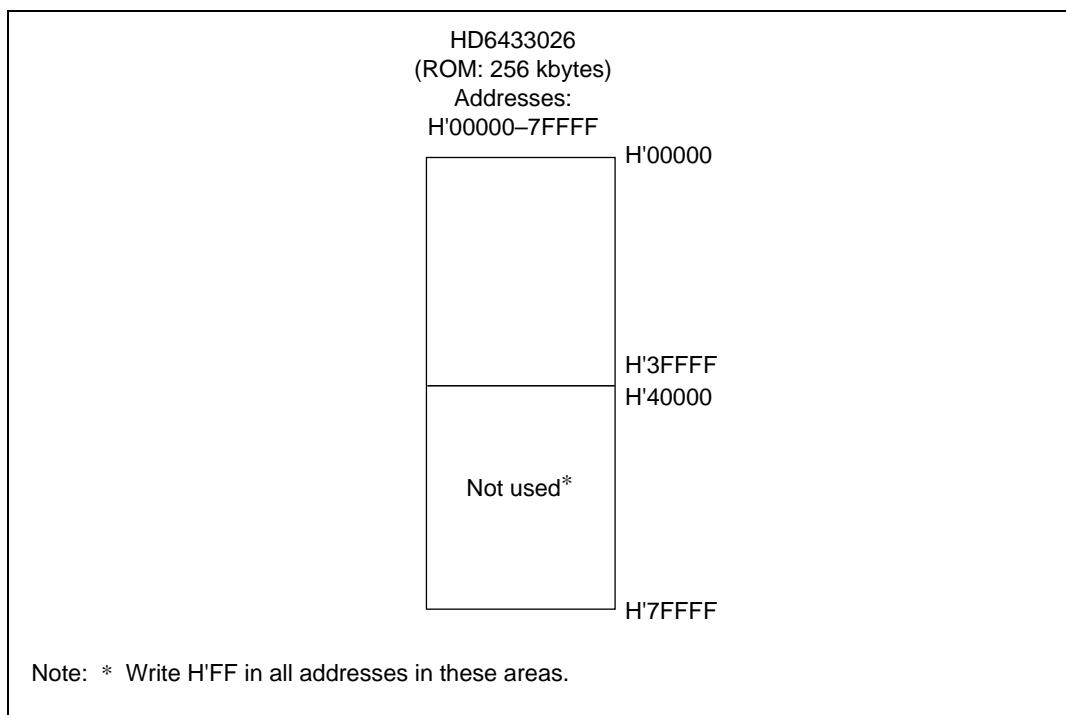 HD6433026
(ROM: 256 kbytes)
Addresses:
H'00000–7FFFF
H'00000
H'3FFFF
H'40000
Not used*
H'7FFFF
Note: * Write H'FF in all addresses in these areas.